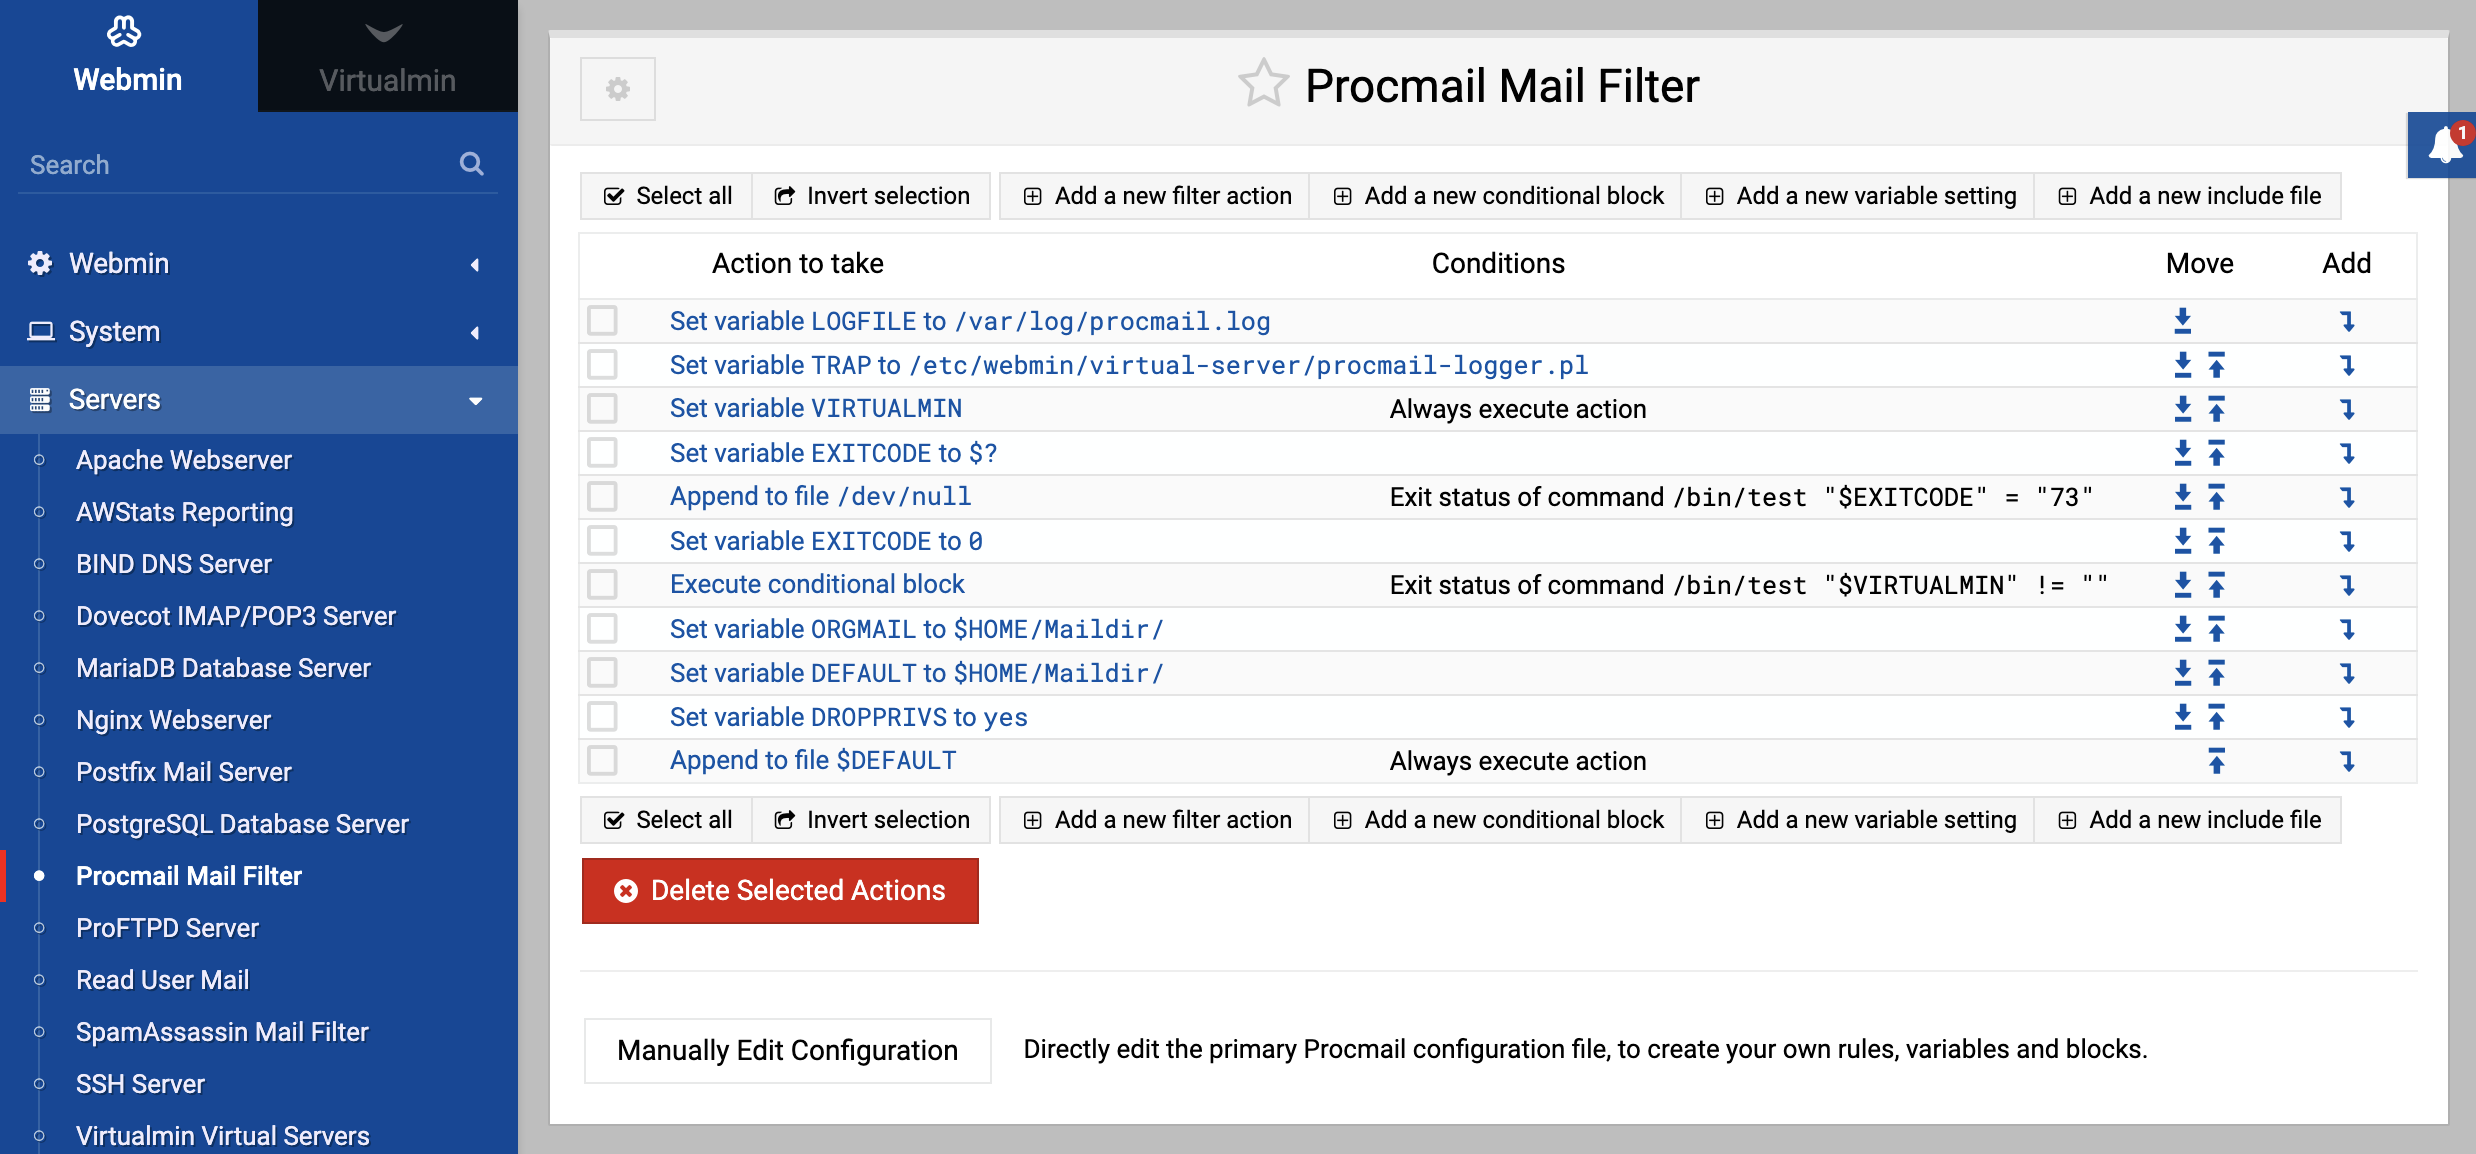 Webmin
Virtualmin
Search
Webmin
System
Servers
Apache Webserver
AWStats Reporting
BIND DNS Server
Dovecot IMAP/POP3 Server
MariaDB Database Server
Nginx Webserver
Postfix Mail Server
PostgreSQL Database Server
Procmail Mail Filter
ProFTPD Server
Read User Mail
SpamAssassin Mail Filter
SSH Server
Virtualmin Virtual Servers
Procmail Mail Filter
1
Select all Invert selection Add a new filter action Add a new conditional block Add a new variable setting Add a new include file
Action to take Conditions Move Add
Set variable LOGFILE to /var/log/procmail.log
Set variable TRAP to /etc/webmin/virtual-server/procmail-logger.pl
Set variable VIRTUALMIN Always execute action
Set variable EXITCODE to $?
Append to file /dev/null Exit status of command /bin/test "$EXITCODE" = "73"
Set variable EXITCODE to 0
Execute conditional block Exit status of command /bin/test "$VIRTUALMIN" != ""
Set variable ORGMAIL to $HOME/Maildir/
Set variable DEFAULT to $HOME/Maildir/
Set variable DROPPRIVS to yes
Append to file $DEFAULT Always execute action
Select all Invert selection Add a new filter action Add a new conditional block Add a new variable setting Add a new include file
Delete Selected Actions
Manually Edit Configuration Directly edit the primary Procmail configuration file, to create your own rules, variables and blocks.